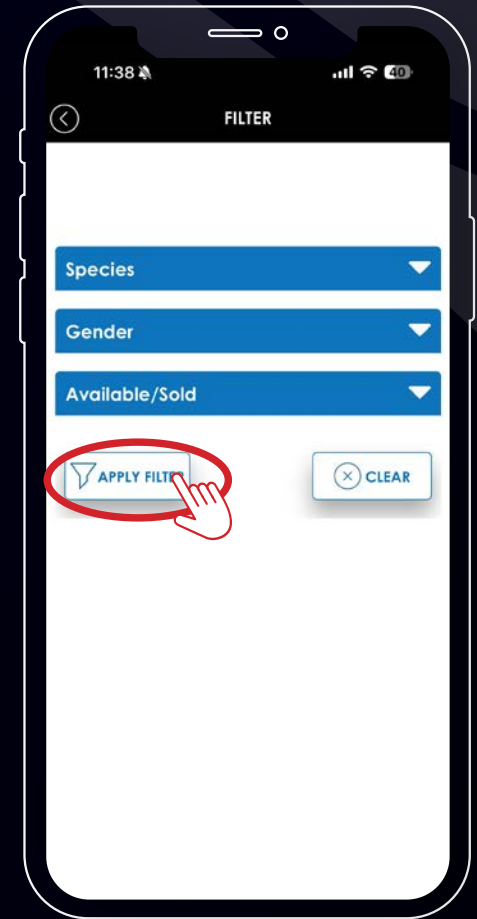 11:38 40
FILTER
Species
Gender
Available/Sold
APPLY FILTER CLEAR